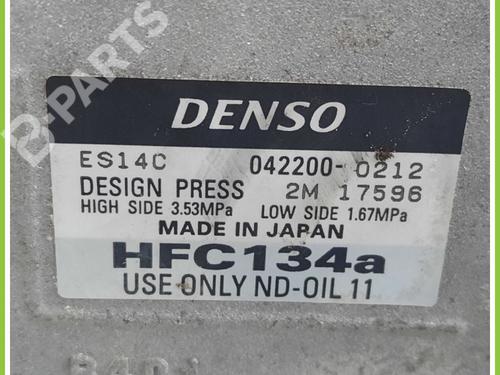 B-PARTS
DENSO
ES14C 042200-0212
DESIGN PRESS 2M 17596
HIGH SIDE 3.53MPa LOW SIDE 1.67MPa
MADE IN JAPAN
HFC134a
USE ONLY ND-OIL 11